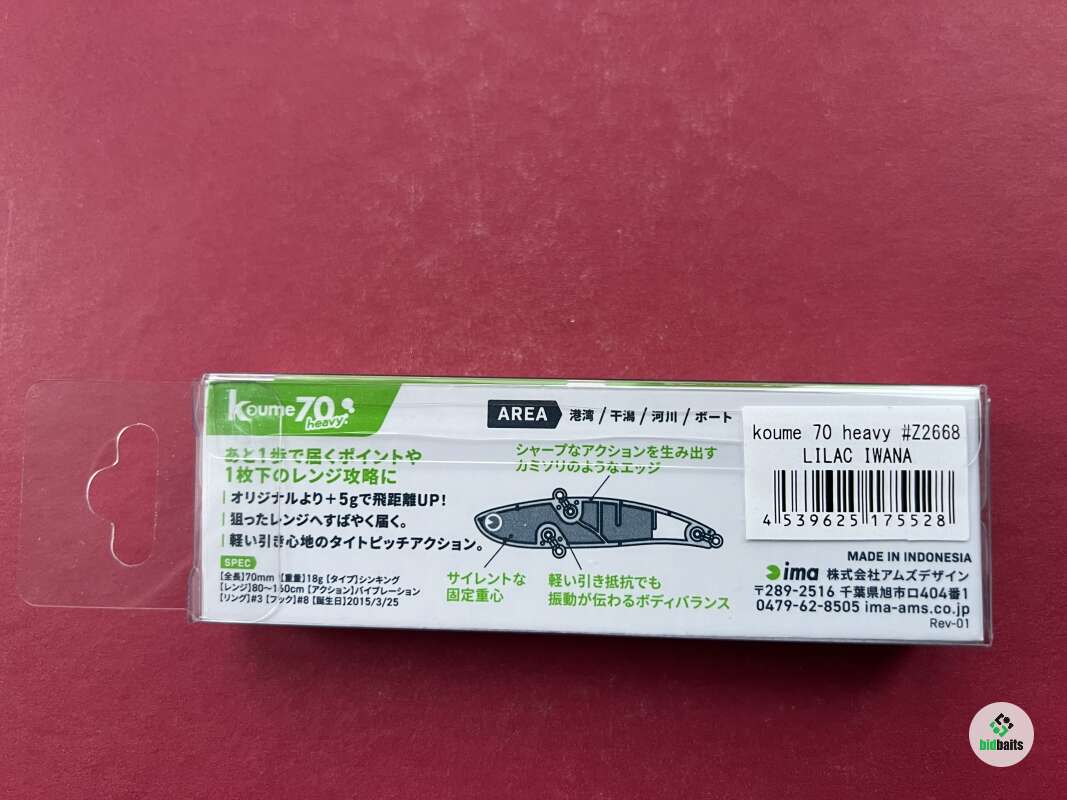 koume 70 heavy
AREA 港湾 / 干潟 / 河川 / ボート
あと1歩で届くポイントや
1枚下のレンジ攻略に
オリジナルより+5gで飛距離UP!
狙ったレンジへすばやく届く。
軽い引き心地のタイトピッチアクション。
SPEC
【全長】70mm 【重量】18g 【タイプ】シンキング
【レンジ】80〜150cm 【アクション】バイブレーション
【リング】#3 【フック】#8 【誕生日】2015/3/25
シャープなアクションを生み出す
カミソリのようなエッジ
サイレントな
固定重心
軽い引き抵抗でも
振動が伝わるボディバランス
koume 70 heavy #Z2668
LILAC IWANA
4 539625 175528
MADE IN INDONESIA
ima 株式会社アムズデザイン
〒289-2516 千葉県旭市ロ404番1
0479-62-8505 ima-ams.co.jp
Rev-01
bidbaits